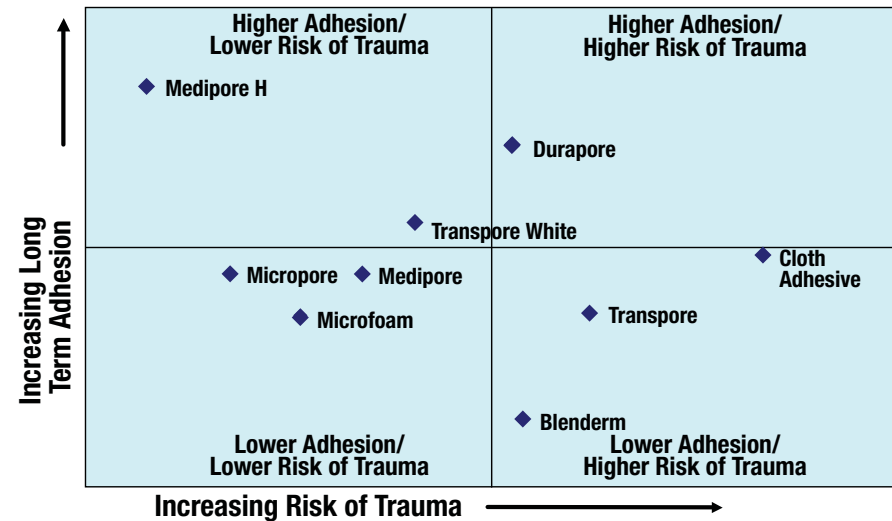 Higher Adhesion/
Lower Risk of Trauma
Higher Adhesion/
Higher Risk of Trauma
Medipore H
Durapore
Transpore White
Cloth
Adhesive
Micropore
Medipore
Microfoam
Transpore
Blenderm
Lower Adhesion/
Lower Risk of Trauma
Lower Adhesion/
Higher Risk of Trauma
Increasing Long
Term Adhesion
Increasing Risk of Trauma